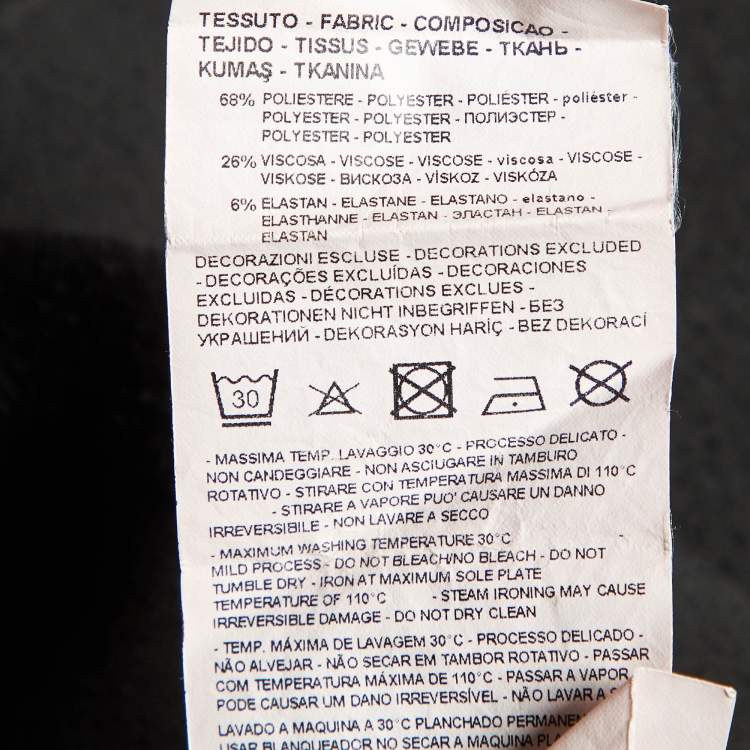 TESSUTO - FABRIC - COMPOSICAO -
TEJIDO - TISSUS - GEWEBE - ТКАНЬ -
KUMAŞ - TKANINA
68% POLIESTERE - POLYESTER - POLIÉSTER - poliéster -
POLYESTER - POLYESTER - ПОЛИЭСТЕР -
POLYESTER - POLYESTER
26% VISCOSA - VISCOSE - VISCOSE - viscosa - VISCOSE -
VISKOSE - ВИСКОЗА - VİSKOZ - VISKÓZA
6% ELASTAN - ELASTANE - ELASTANO - elastano -
ELASTHANNE - ELASTAN - ЭЛАСТАН - ELASTAN -
ELASTAN
DECORAZIONI ESCLUSE - DECORATIONS EXCLUDED
- DECORAÇÕES EXCLUÍDAS - DECORACIONES
EXCLUIDAS - DÉCORATIONS EXCLUES -
DEKORATIONEN NICHT INBEGRIFFEN - БЕЗ
УКРАШЕНИЙ - DEKORASYON HARİÇ - BEZ DEKORACÍ
30
- MASSIMA TEMP. LAVAGGIO 30°C - PROCESSO DELICATO -
NON CANDEGGIARE - NON ASCIUGARE IN TAMBURO
ROTATIVO - STIRARE CON TEMPERATURA MASSIMA DI 110°C
- STIRARE A VAPORE PUO' CAUSARE UN DANNO
IRREVERSIBILE - NON LAVARE A SECCO
- MAXIMUM WASHING TEMPERATURE 30°C
MILD PROCESS - DO NOT BLEACH/NO BLEACH - DO NOT
TUMBLE DRY - IRON AT MAXIMUM SOLE PLATE
TEMPERATURE OF 110°C - STEAM IRONING MAY CAUSE
IRREVERSIBLE DAMAGE - DO NOT DRY CLEAN
- TEMP. MÁXIMA DE LAVAGEM 30°C - PROCESSO DELICADO -
NÃO ALVEJAR - NÃO SECAR EM TAMBOR ROTATIVO - PASSAR
COM TEMPERATURA MÁXIMA DE 110°C - PASSAR A VAPOR
PODE CAUSAR UM DANO IRREVERSÍVEL - NÃO LAVAR A
LAVADO A MAQUINA A 30°C PLANCHADO
USAR BLANQUEADOR NO SECAR A MAQUINA